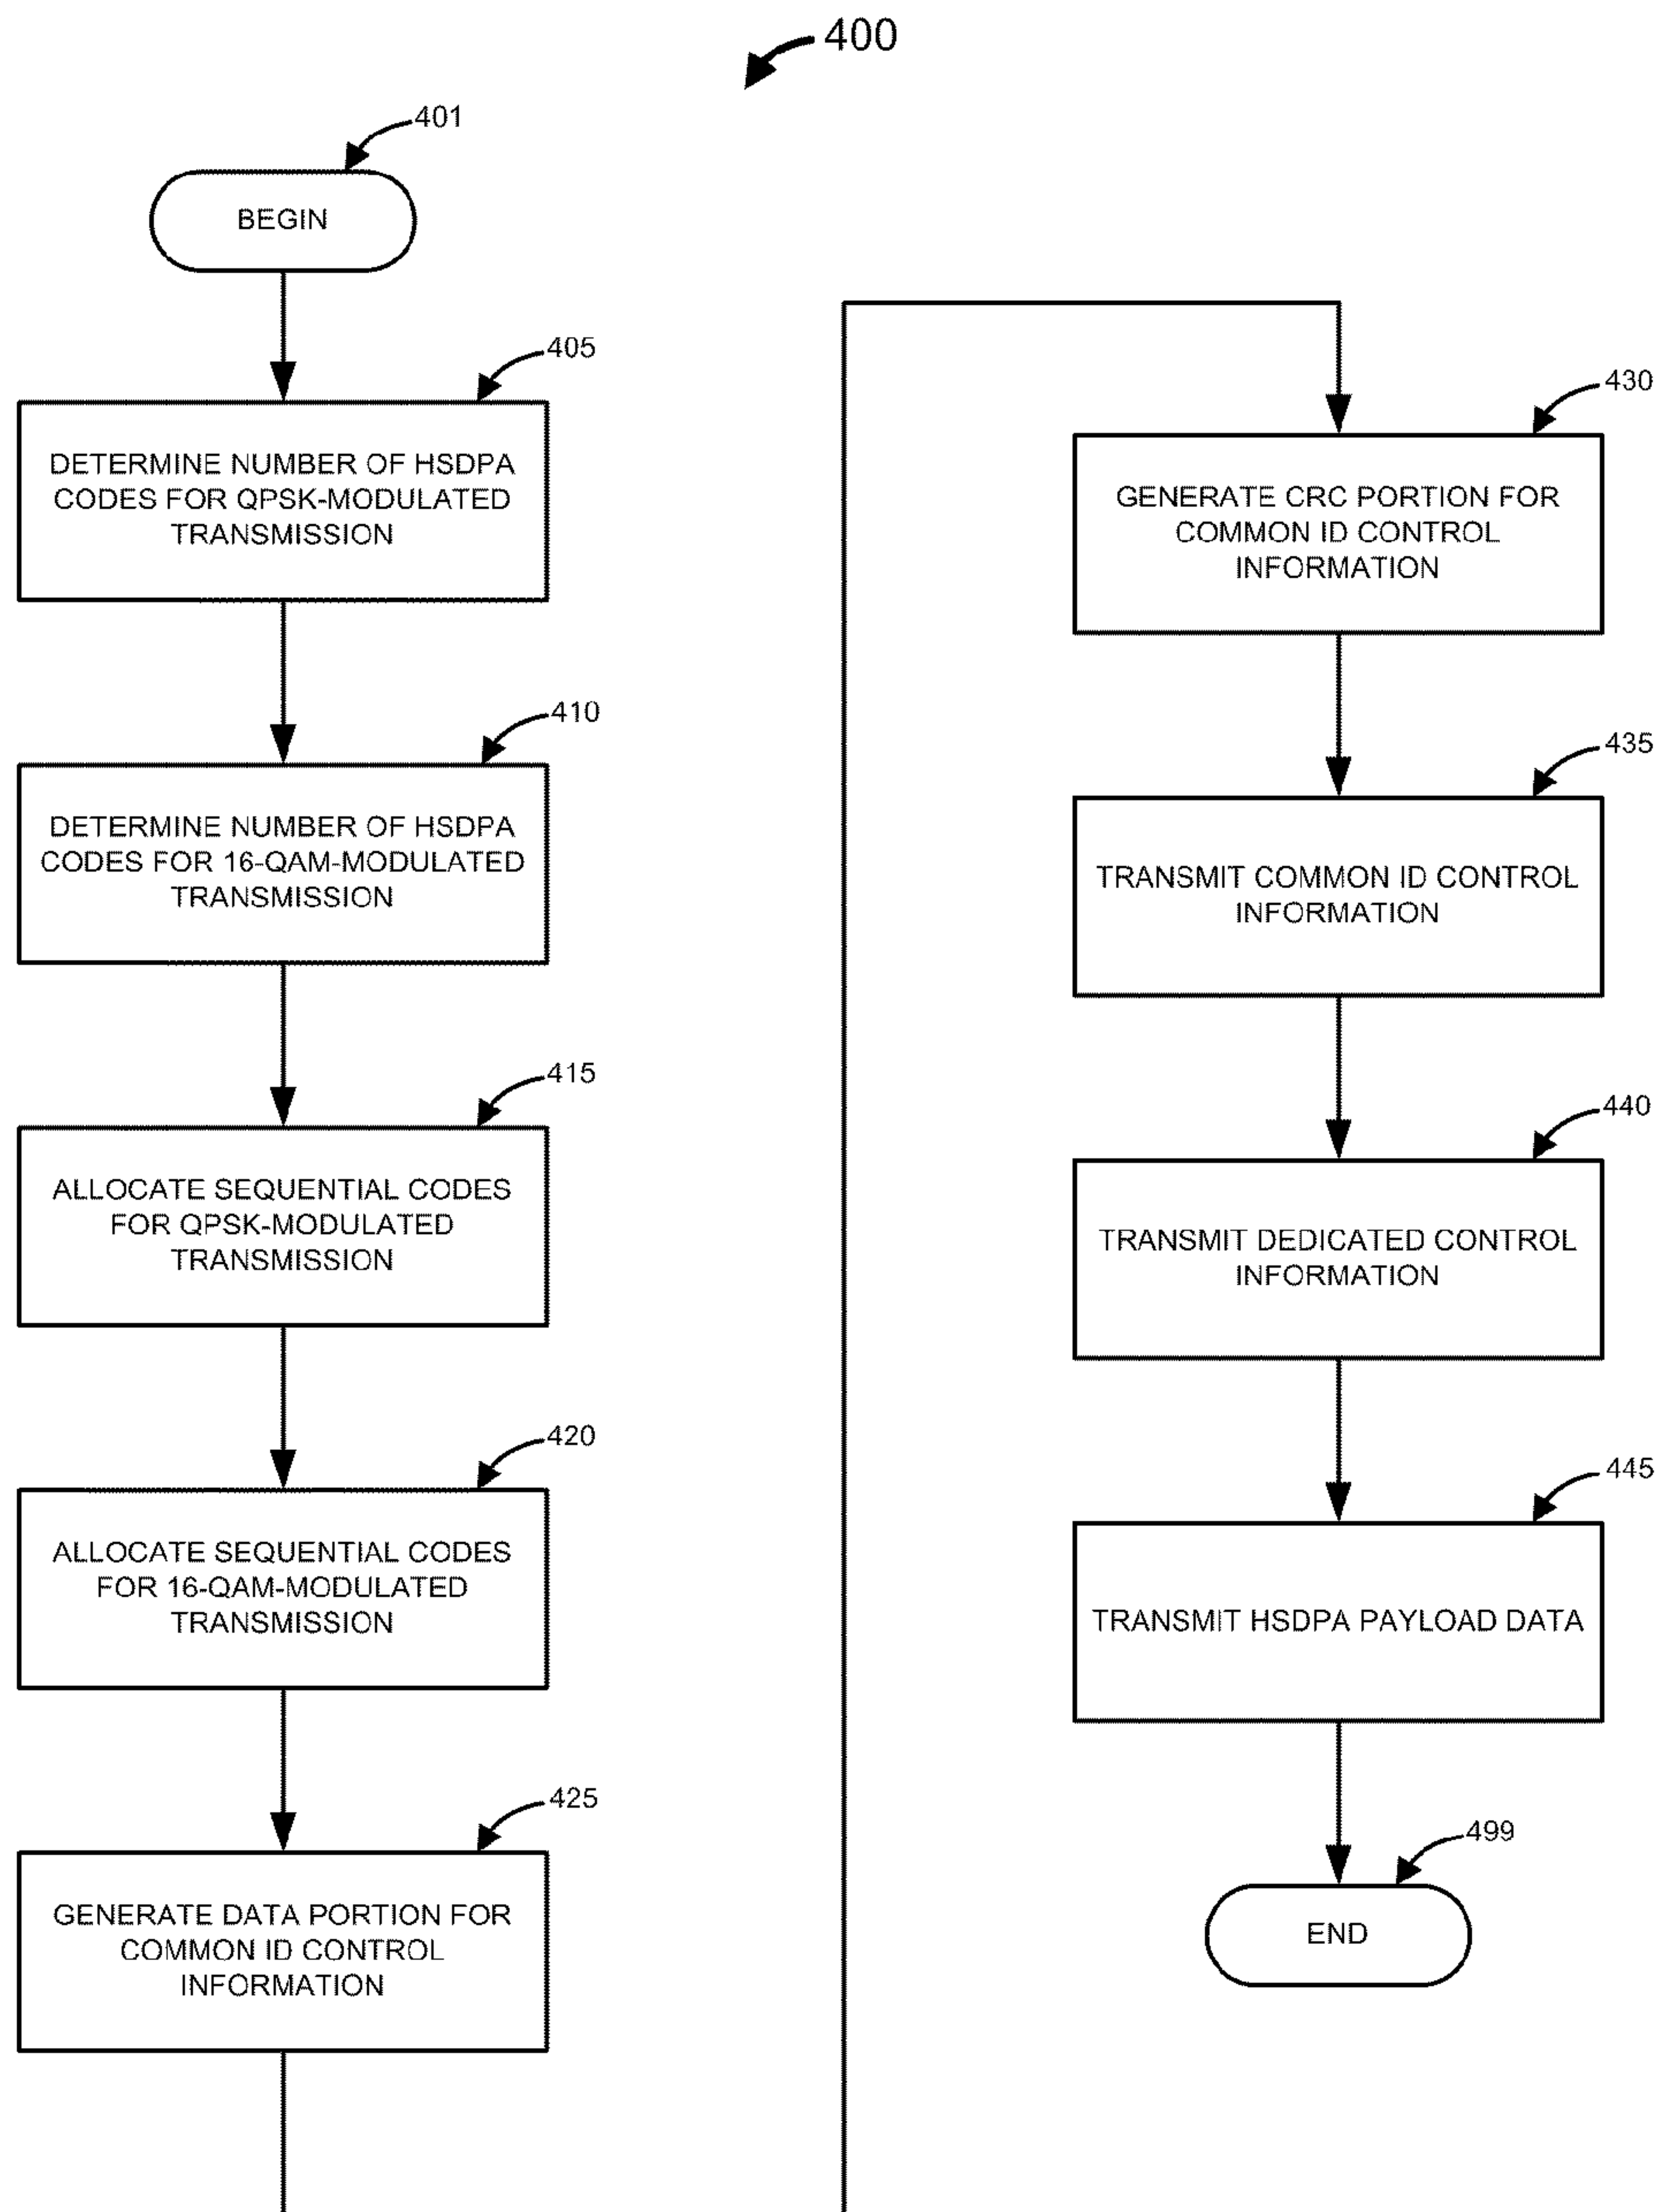 400
401
BEGIN
405
DETERMINE NUMBER OF HSDPA
CODES FOR QPSK-MODULATED
TRANSMISSION
410
DETERMINE NUMBER OF HSDPA
CODES FOR 16-QAM-MODULATED
TRANSMISSION
415
ALLOCATE SEQUENTIAL CODES
FOR QPSK-MODULATED
TRANSMISSION
420
ALLOCATE SEQUENTIAL CODES
FOR 16-QAM-MODULATED
TRANSMISSION
425
GENERATE DATA PORTION FOR
COMMON ID CONTROL
INFORMATION
430
GENERATE CRC PORTION FOR
COMMON ID CONTROL
INFORMATION
435
TRANSMIT COMMON ID CONTROL
INFORMATION
440
TRANSMIT DEDICATED CONTROL
INFORMATION
445
TRANSMIT HSDPA PAYLOAD DATA
499
END